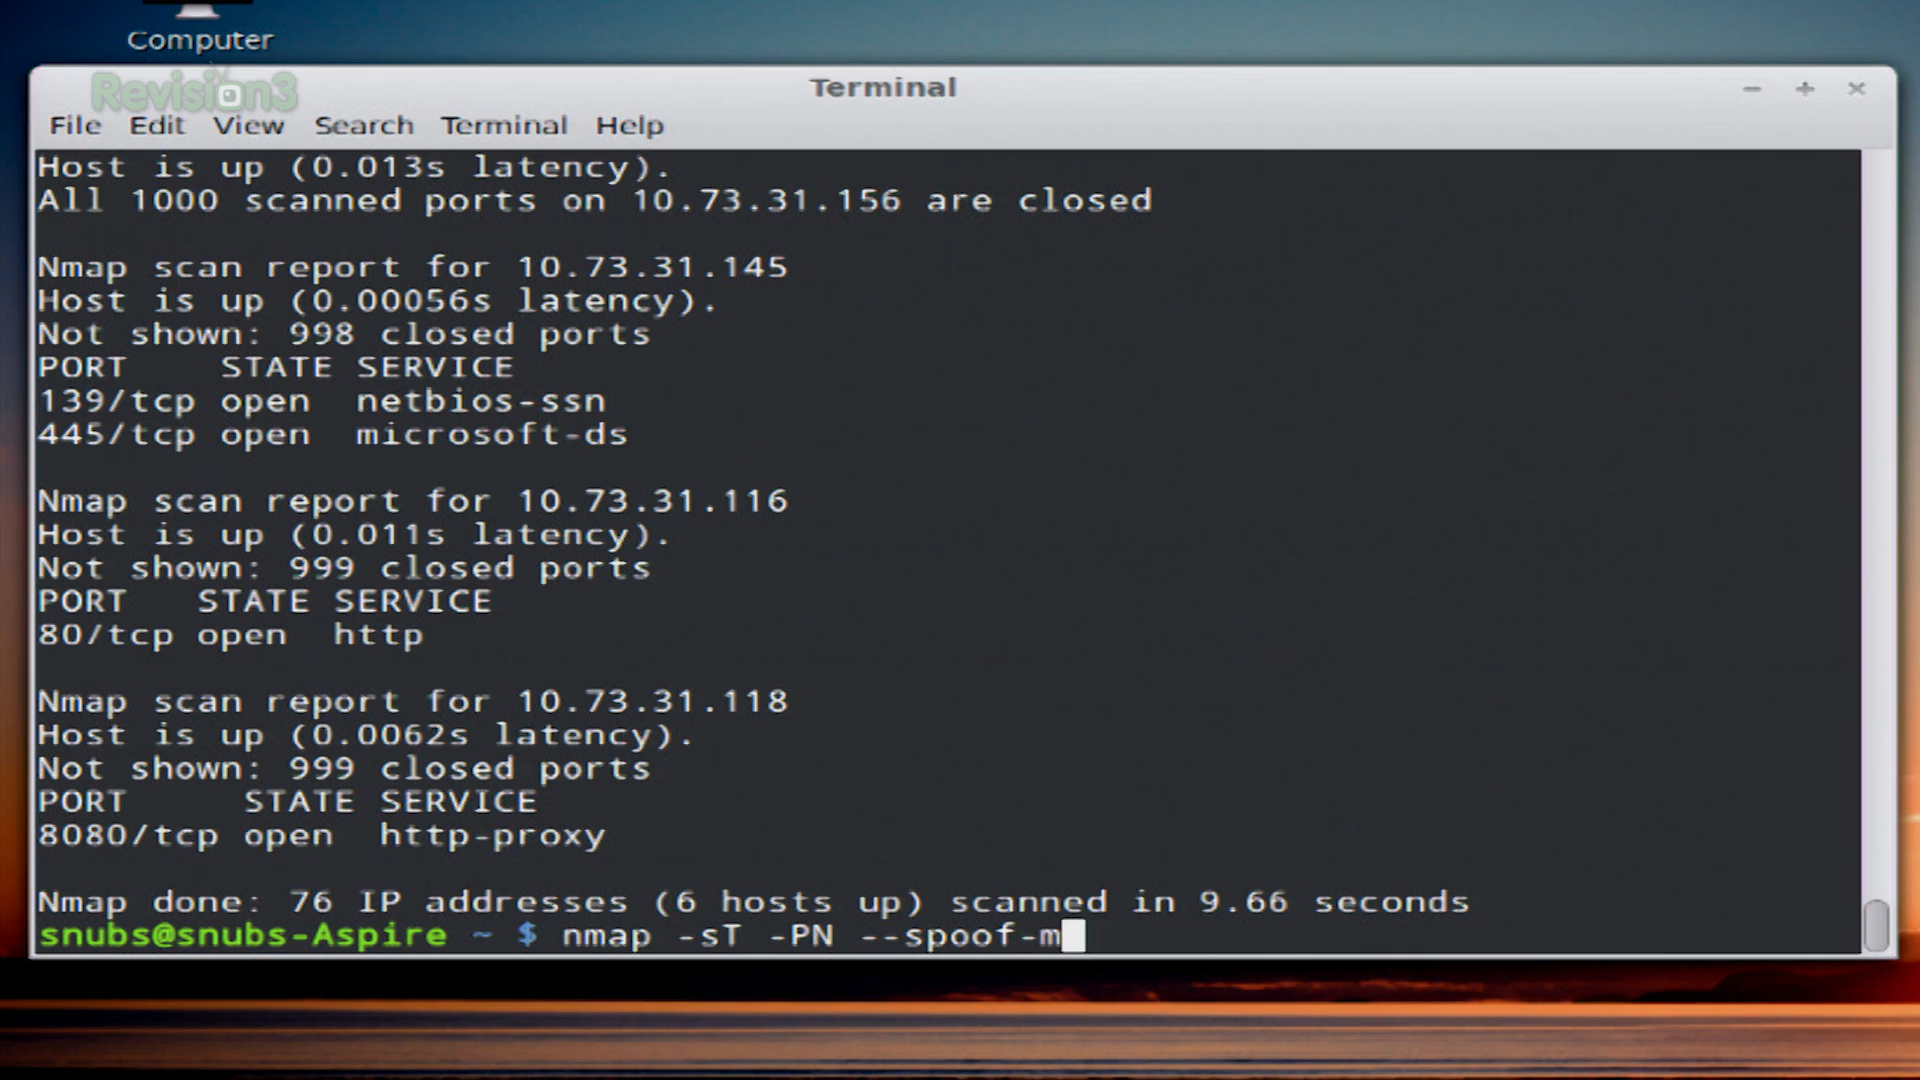 Computer
Revision3
Terminal
File Edit View Search Terminal Help
Host is up (0.013s latency).
All 1000 scanned ports on 10.73.31.156 are closed
Nmap scan report for 10.73.31.145
Host is up (0.00056s latency).
Not shown: 998 closed ports
PORT STATE SERVICE
139/tcp open netbios-ssn
445/tcp open microsoft-ds
Nmap scan report for 10.73.31.116
Host is up (0.011s latency).
Not shown: 999 closed ports
PORT STATE SERVICE
80/tcp open http
Nmap scan report for 10.73.31.118
Host is up (0.0062s latency).
Not shown: 999 closed ports
PORT STATE SERVICE
8080/tcp open http-proxy
Nmap done: 76 IP addresses (6 hosts up) scanned in 9.66 seconds
snubs@snubs-Aspire ~ $ nmap -sT -PN --spoof-m